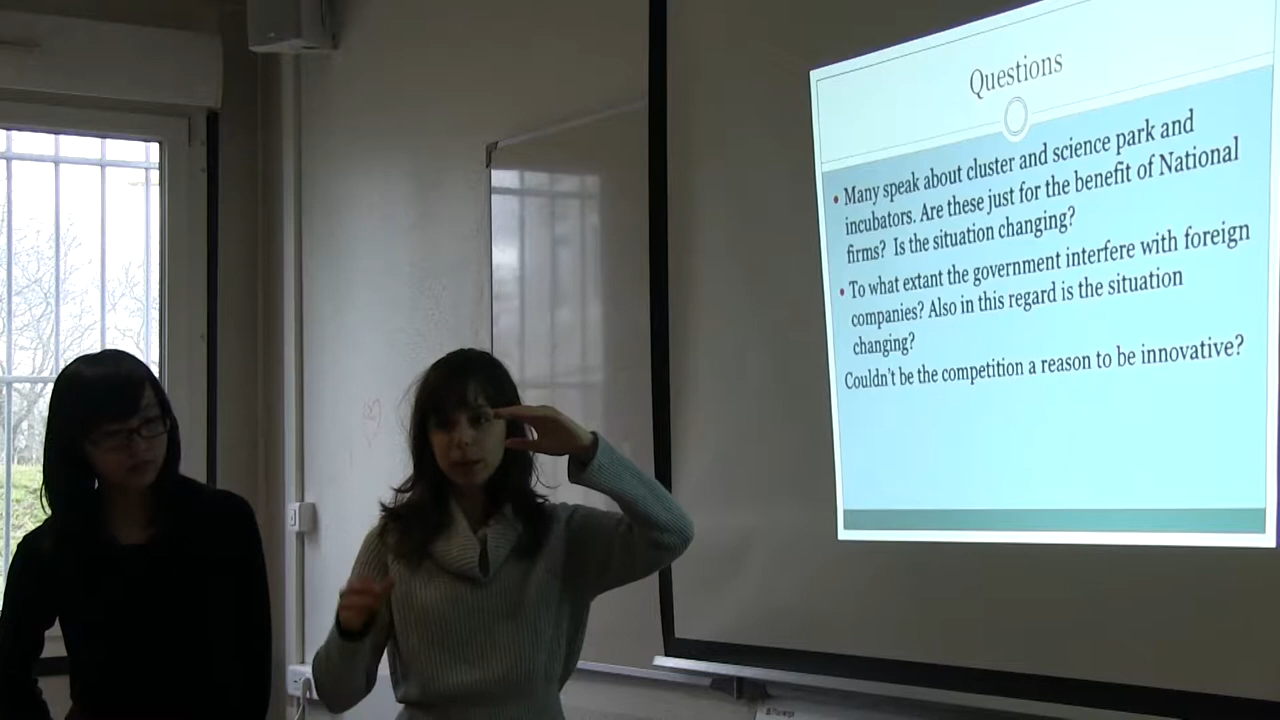 Questions
Many speak about cluster and science park and
incubators. Are these just for the benefit of National
firms? Is the situation changing?
To what extant the government interfere with foreign
companies? Also in this regard is the situation
changing?
Couldn't be the competition a reason to be innovative?